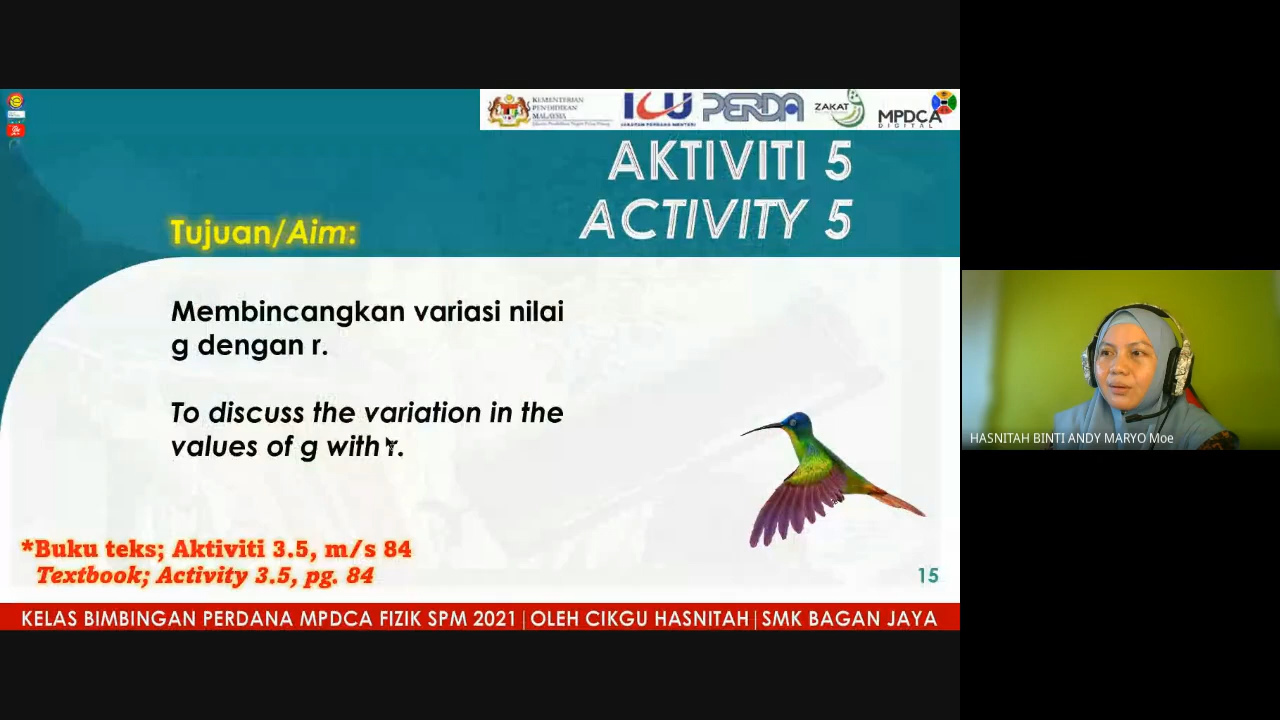 KEMENTERIAN
PENDIDIKAN
MALAYSIA
ICU
JABATAN PERDANA MENTERI
PERDA
ZAKAT
MPDCA
DIGITAL
AKTIVITI 5
ACTIVITY 5
Tujuan/Aim:
Membincangkan variasi nilai
g dengan r.
To discuss the variation in the
values of g with r.
*Buku teks; Aktiviti 3.5, m/s 84
Textbook; Activity 3.5, pg. 84
15
KELAS BIMBINGAN PERDANA MPDCA FIZIK SPM 2021|OLEH CIKGU HASNITAH|SMK BAGAN JAYA
HASNITAH BINTI ANDY MARYO Moe